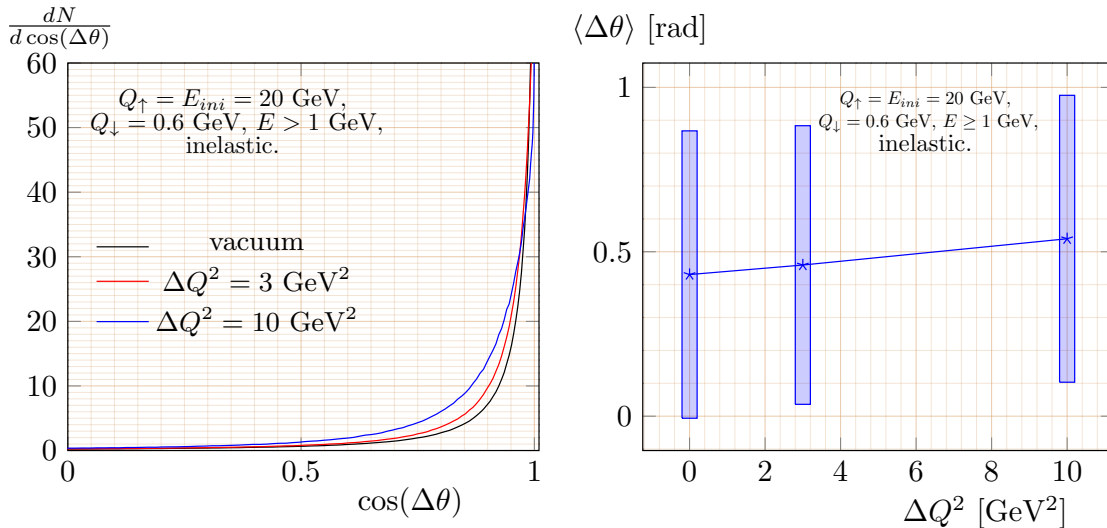 dN
d cos(Δθ)
60
50
40
30
20
10
0
Q↑ = E_ini = 20 GeV,
Q↓ = 0.6 GeV, E > 1 GeV,
inelastic.
vacuum
ΔQ² = 3 GeV²
ΔQ² = 10 GeV²
0 0.5 1
cos(Δθ)
⟨Δθ⟩ [rad]
1
0.5
0
Q↑ = E_ini = 20 GeV,
Q↓ = 0.6 GeV, E ≥ 1 GeV,
inelastic.
0 2 4 6 8 10
ΔQ² [GeV²]